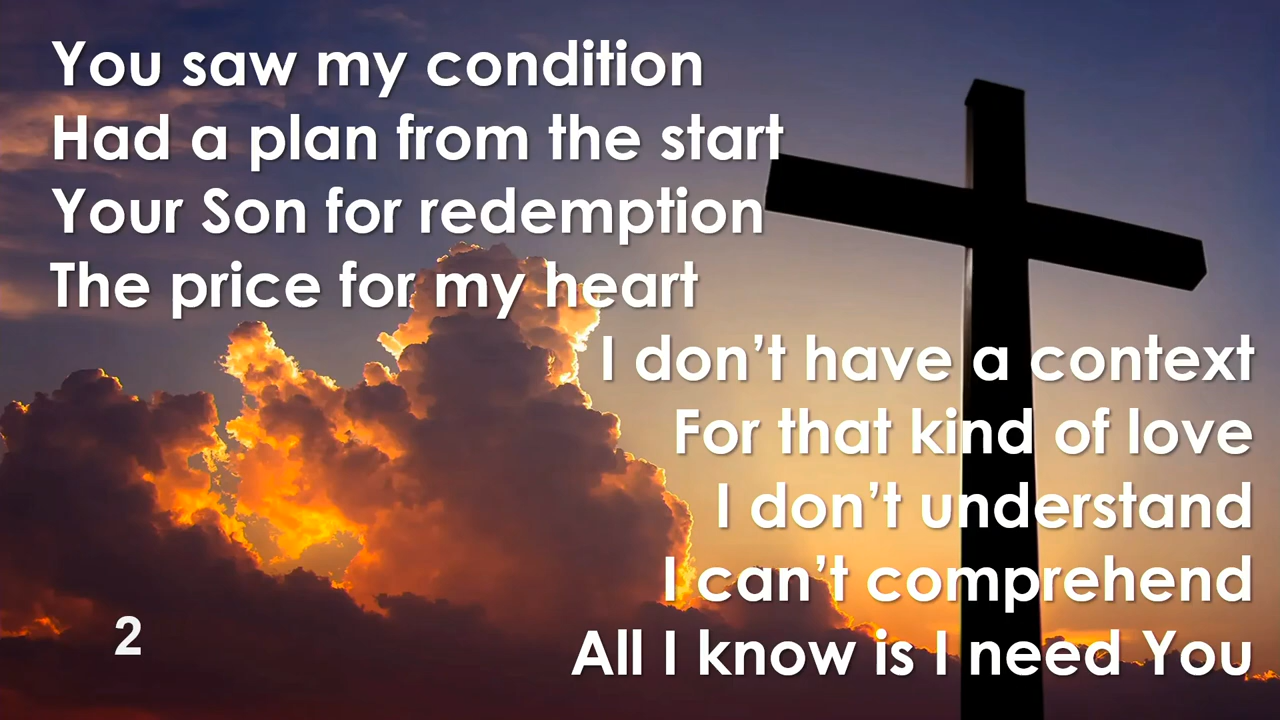 You saw my condition
Had a plan from the start
Your Son for redemption
The price for my heart
I don’t have a context
For that kind of love
I don’t understand
I can’t comprehend
All I know is I need You
2